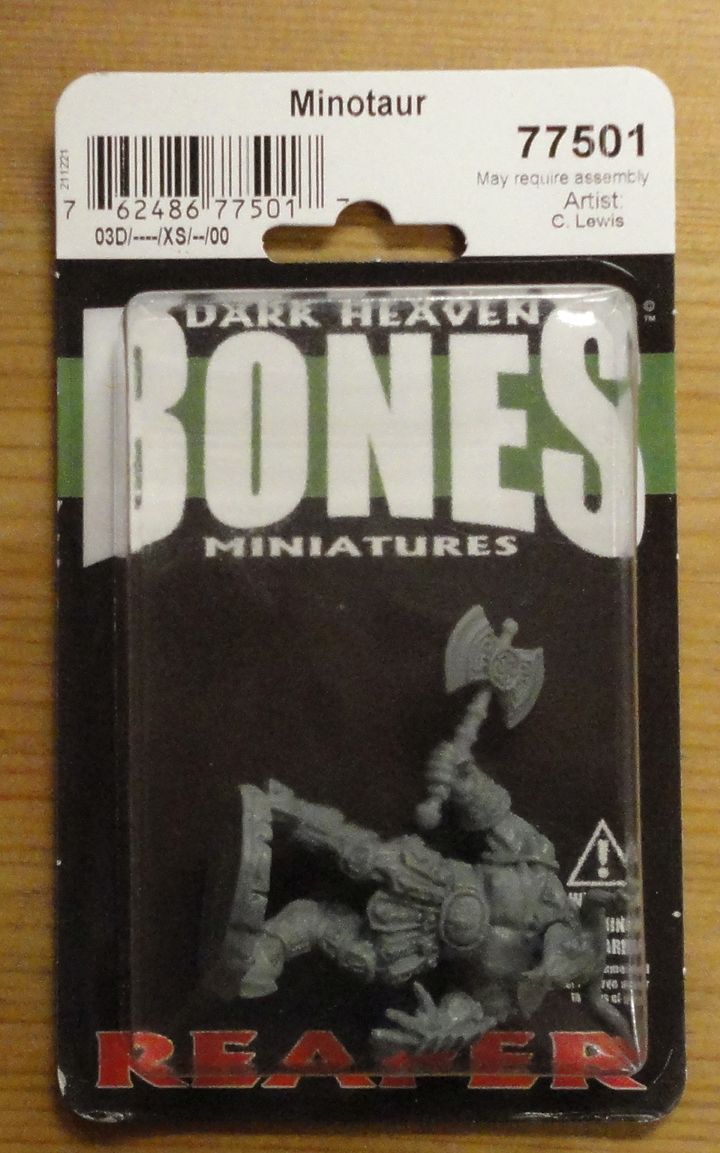 Minotaur
77501
May require assembly
Artist:
C. Lewis
211221
7 62486 77501 7
03D/----/XS/--/00
DARK HEAVEN
BONES
©
™
MINIATURES
REAPER